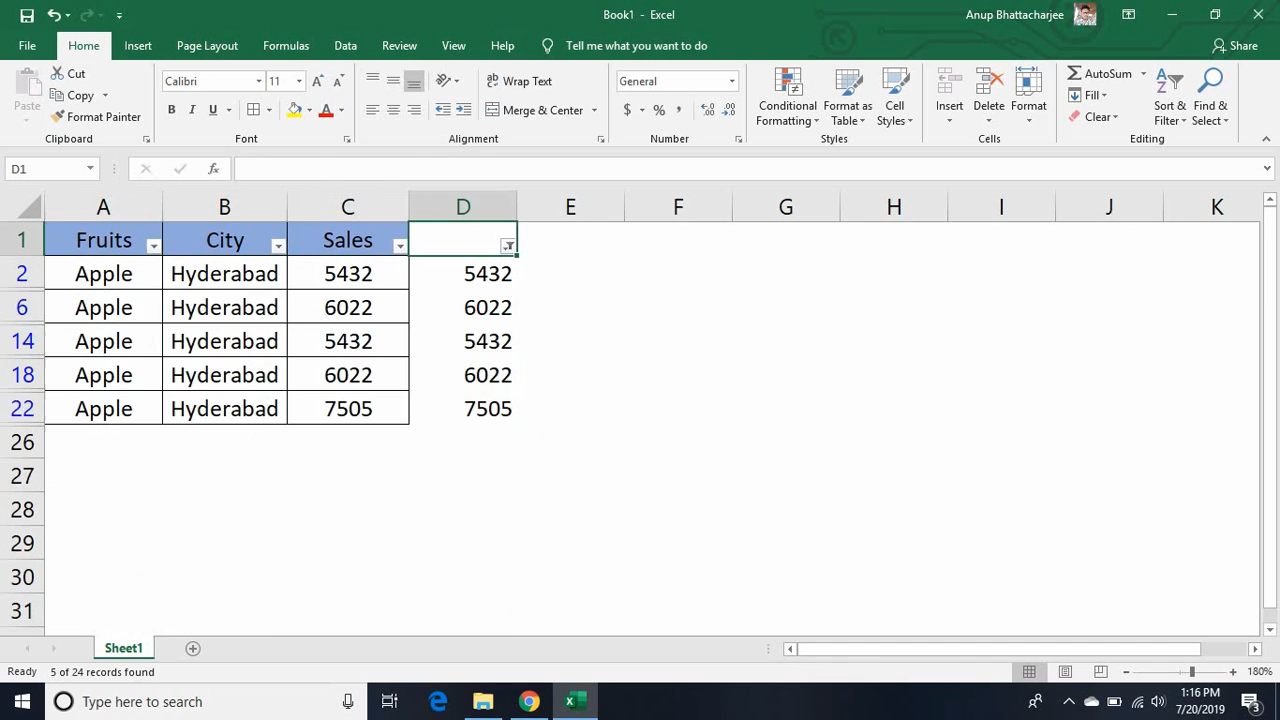 Book1 - Excel
Anup Bhattacharjee
File Home Insert Page Layout Formulas Data Review View Help Tell me what you want to do Share
Paste
Cut
Copy
Format Painter
Clipboard
Calibri 11
B I U
Font
Wrap Text
Merge & Center
Alignment
General
$ % ,
Number
Conditional Formatting
Format as Table
Cell Styles
Styles
Insert
Delete
Format
Cells
AutoSum
Fill
Clear
Sort & Filter
Find & Select
Editing
D1
fx
A B C D E F G H I J K
1 Fruits City Sales
2 Apple Hyderabad 5432 5432
6 Apple Hyderabad 6022 6022
14 Apple Hyderabad 5432 5432
18 Apple Hyderabad 6022 6022
22 Apple Hyderabad 7505 7505
26
27
28
29
30
31
Sheet1
Ready 5 of 24 records found
180%
Type here to search
1:16 PM
7/20/2019
3